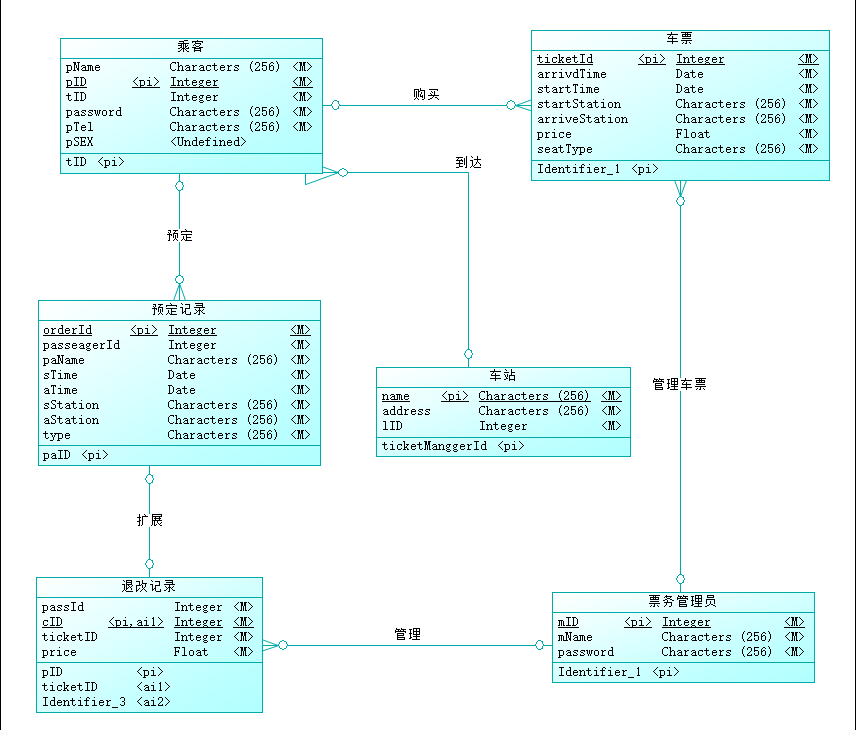 乘客
pName Characters (256) <M>
pID <pi> Integer <M>
tID Integer <M>
password Characters (256) <M>
pTel Characters (256) <M>
pSEX <Undefined>
tID <pi>
购买
车票
ticketId <pi> Integer <M>
arrivdTime Date <M>
startTime Date <M>
startStation Characters (256) <M>
arriveStation Characters (256) <M>
price Float <M>
seatType Characters (256) <M>
Identifier_1 <pi>
到达
预定
预定记录
orderId <pi> Integer <M>
passeagerId Integer <M>
paName Characters (256) <M>
sTime Date <M>
aTime Date <M>
sStation Characters (256) <M>
aStation Characters (256) <M>
type Characters (256) <M>
paID <pi>
车站
name <pi> Characters (256) <M>
address Characters (256) <M>
lID Integer <M>
ticketManggerId <pi>
管理车票
扩展
退改记录
passId Integer <M>
cID <pi,ai1> Integer <M>
ticketID Integer <M>
price Float <M>
pID <pi>
ticketID <ai1>
Identifier_3 <ai2>
管理
票务管理员
mID <pi> Integer <M>
mName Characters (256) <M>
password Characters (256) <M>
Identifier_1 <pi>